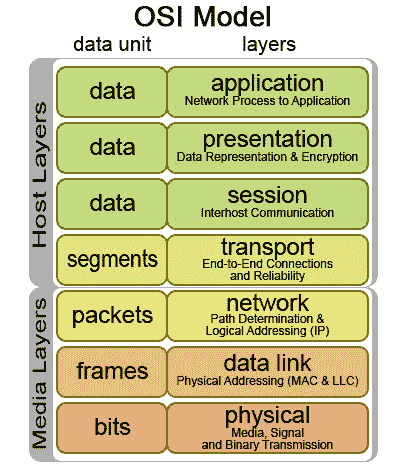 OSI Model
data unit layers
Host Layers
data
application
Network Process to Application
data
presentation
Data Representation & Encryption
data
session
Interhost Communication
segments
transport
End-to-End Connections
and Reliability
Media Layers
packets
network
Path Determination &
Logical Addressing (IP)
frames
data link
Physical Addressing (MAC & LLC)
bits
physical
Media, Signal
and Binary Transmission